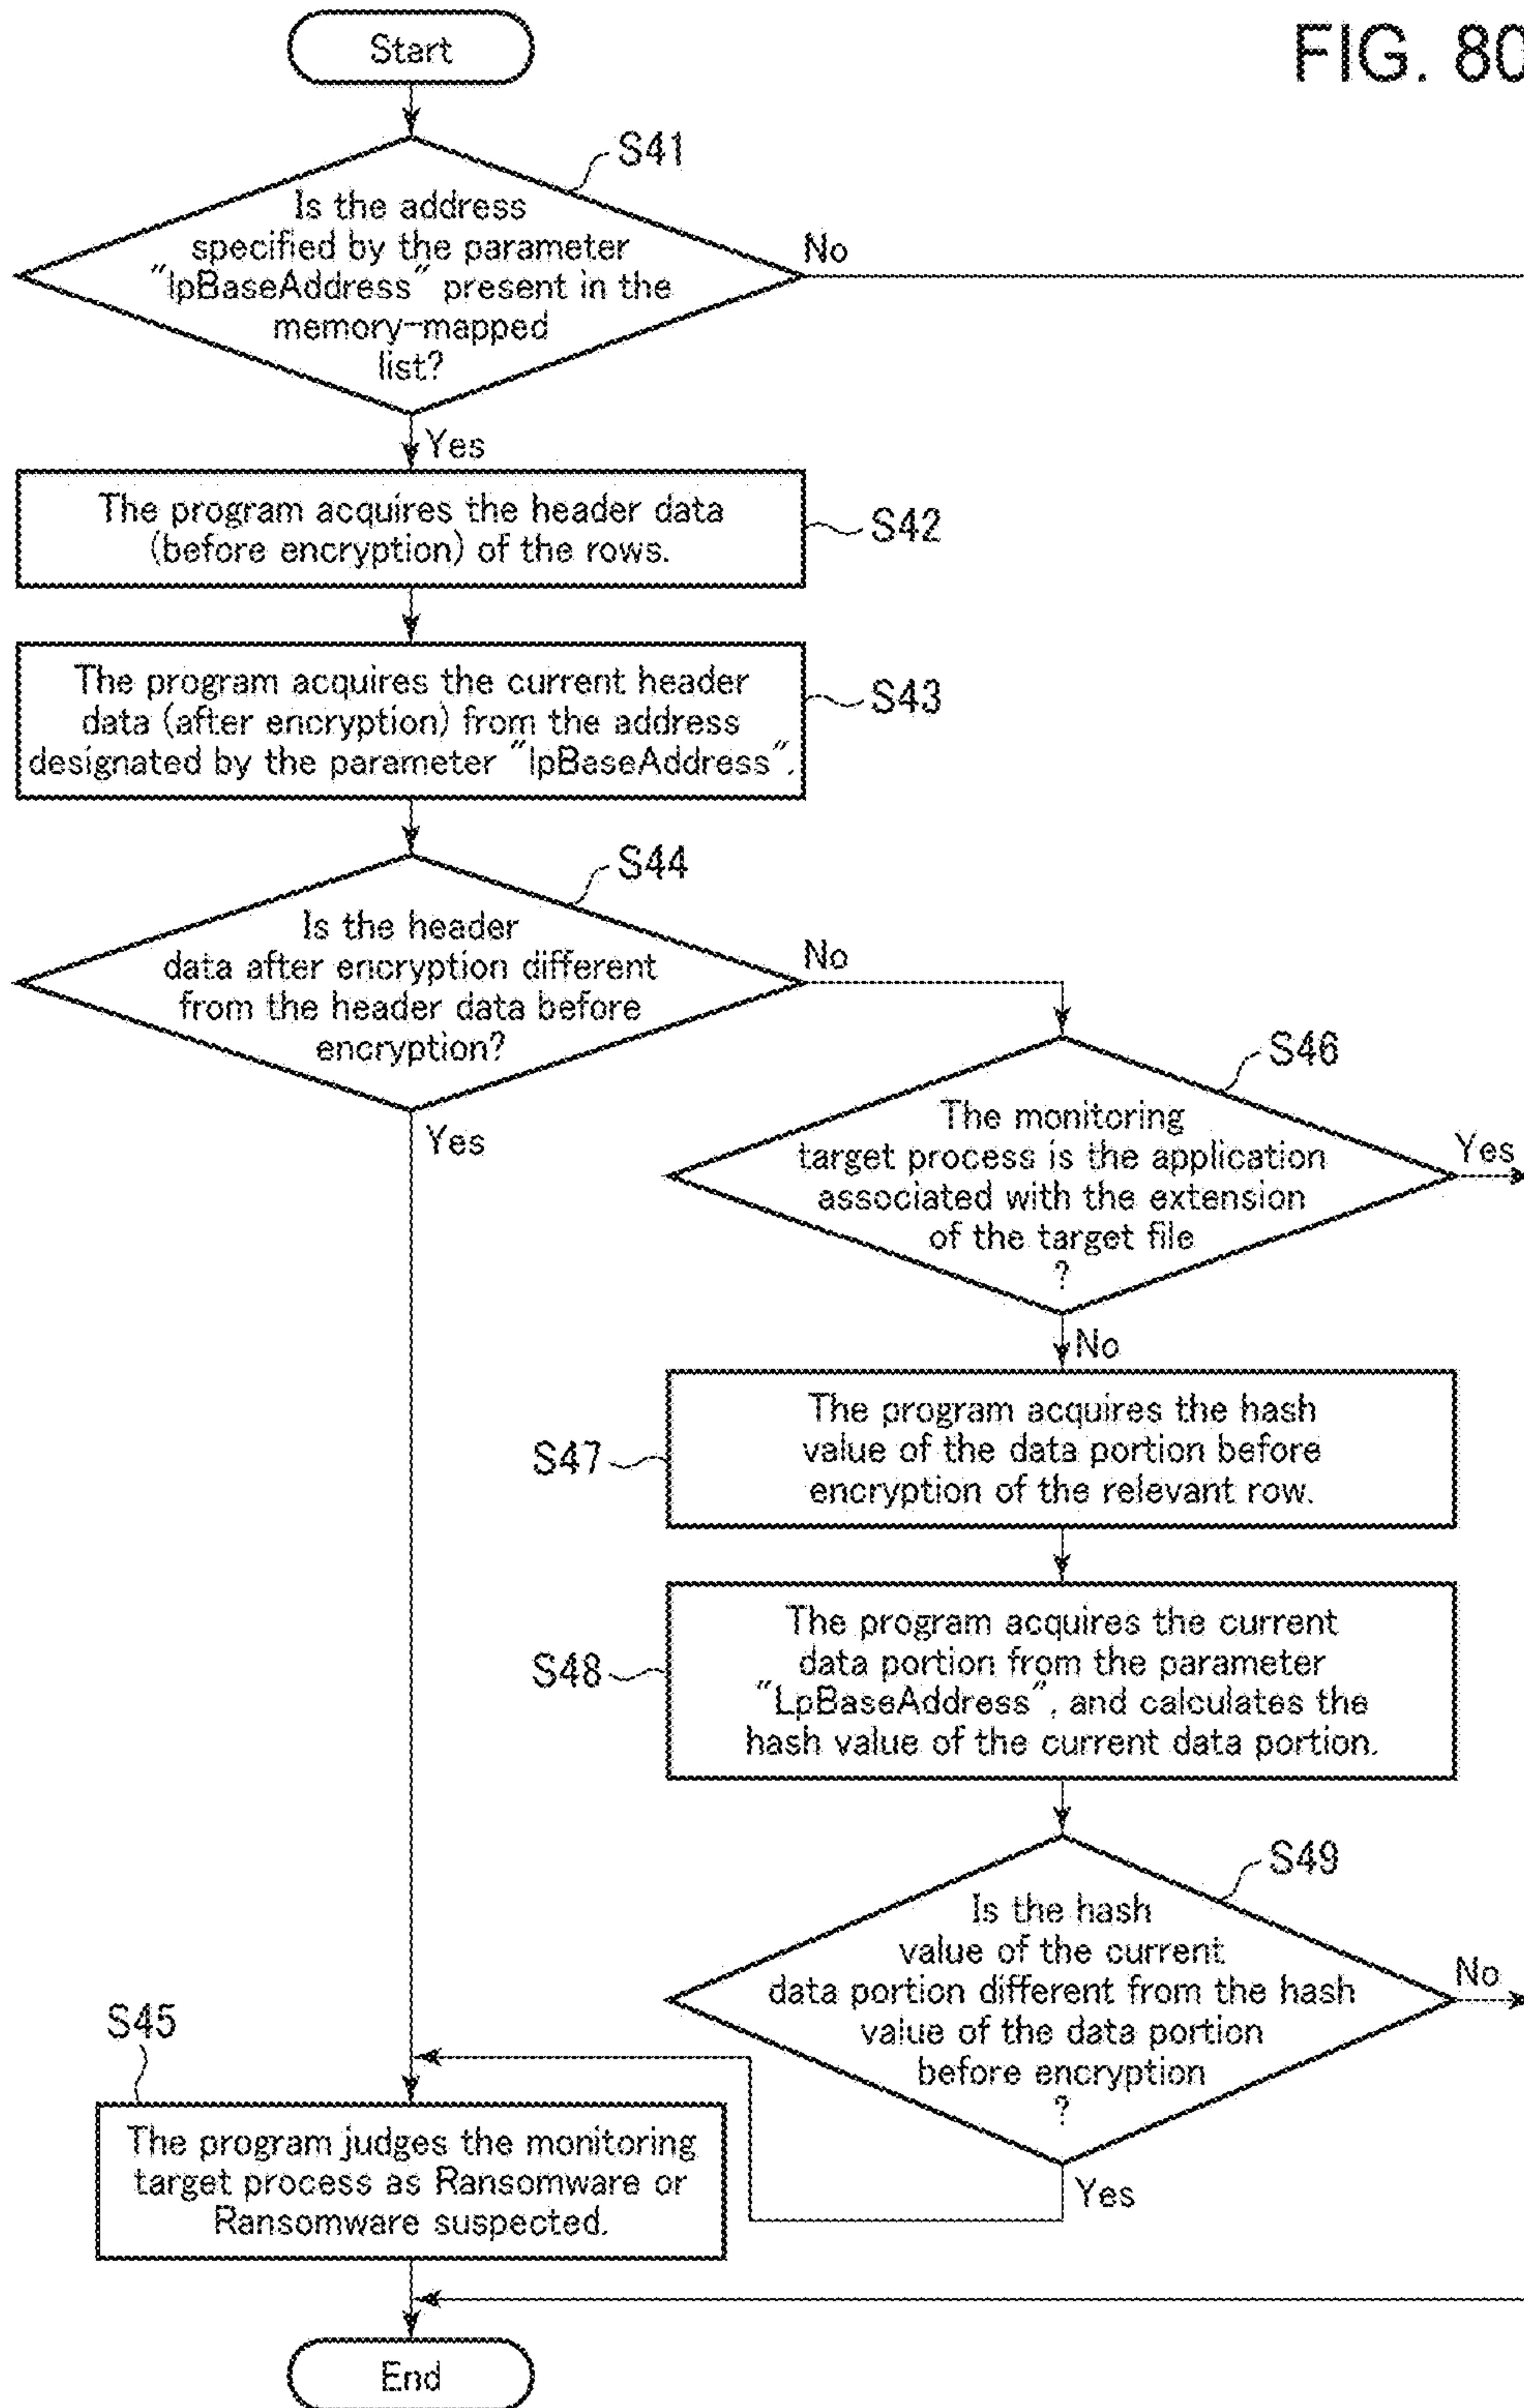 FIG. 80
Start
S41
Is the address
specified by the parameter
"lpBaseAddress" present in the
memory-mapped
list?
No
Yes
The program acquires the header data
(before encryption) of the rows.
S42
The program acquires the current header
data (after encryption) from the address
designated by the parameter "lpBaseAddress".
S43
S44
Is the header
data after encryption different
from the header data before
encryption?
No
Yes
S46
The monitoring
target process is the application
associated with the extension
of the target file
?
Yes
No
S47
The program acquires the hash
value of the data portion before
encryption of the relevant row.
S48
The program acquires the current
data portion from the parameter
"LpBaseAddress", and calculates the
hash value of the current data portion.
S49
Is the hash
value of the current
data portion different from the hash
value of the data portion
before encryption
?
No
Yes
S45
The program judges the monitoring
target process as Ransomware or
Ransomware suspected.
End